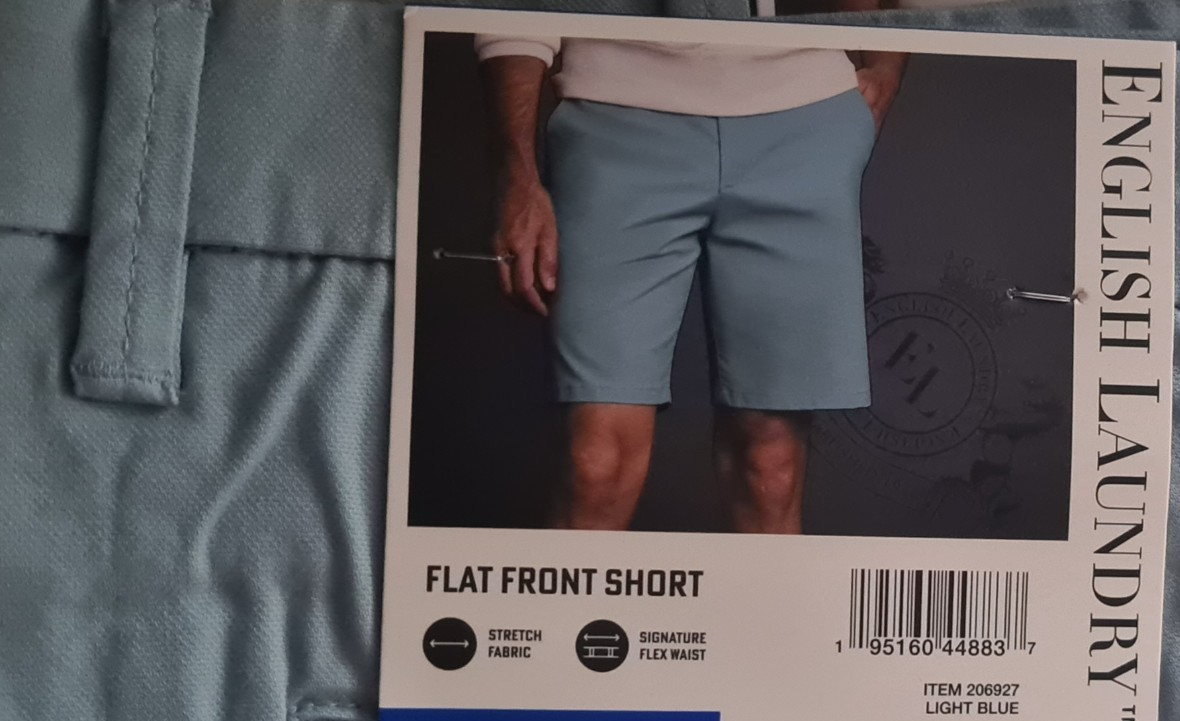 ENGLISH LAUNDRY
FLAT FRONT SHORT
STRETCH
FABRIC
SIGNATURE
FLEX WAIST
1 95160 44883 7
ITEM 206927
LIGHT BLUE